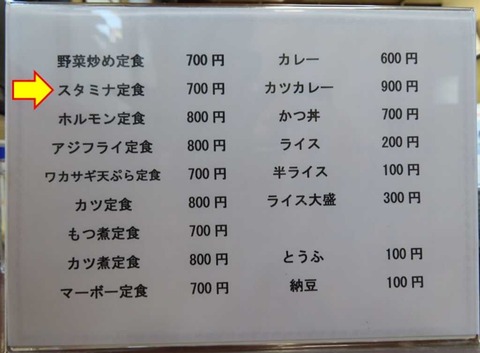 野菜炒め定食 700円
スタミナ定食 700円
ホルモン定食 800円
アジフライ定食 800円
ワカサギ天ぷら定食 700円
カツ定食 800円
もつ煮定食 700円
カツ煮定食 800円
マーボー定食 700円
カレー 600円
カツカレー 900円
かつ丼 700円
ライス 200円
半ライス 100円
ライス大盛 300円
とうふ 100円
納豆 100円